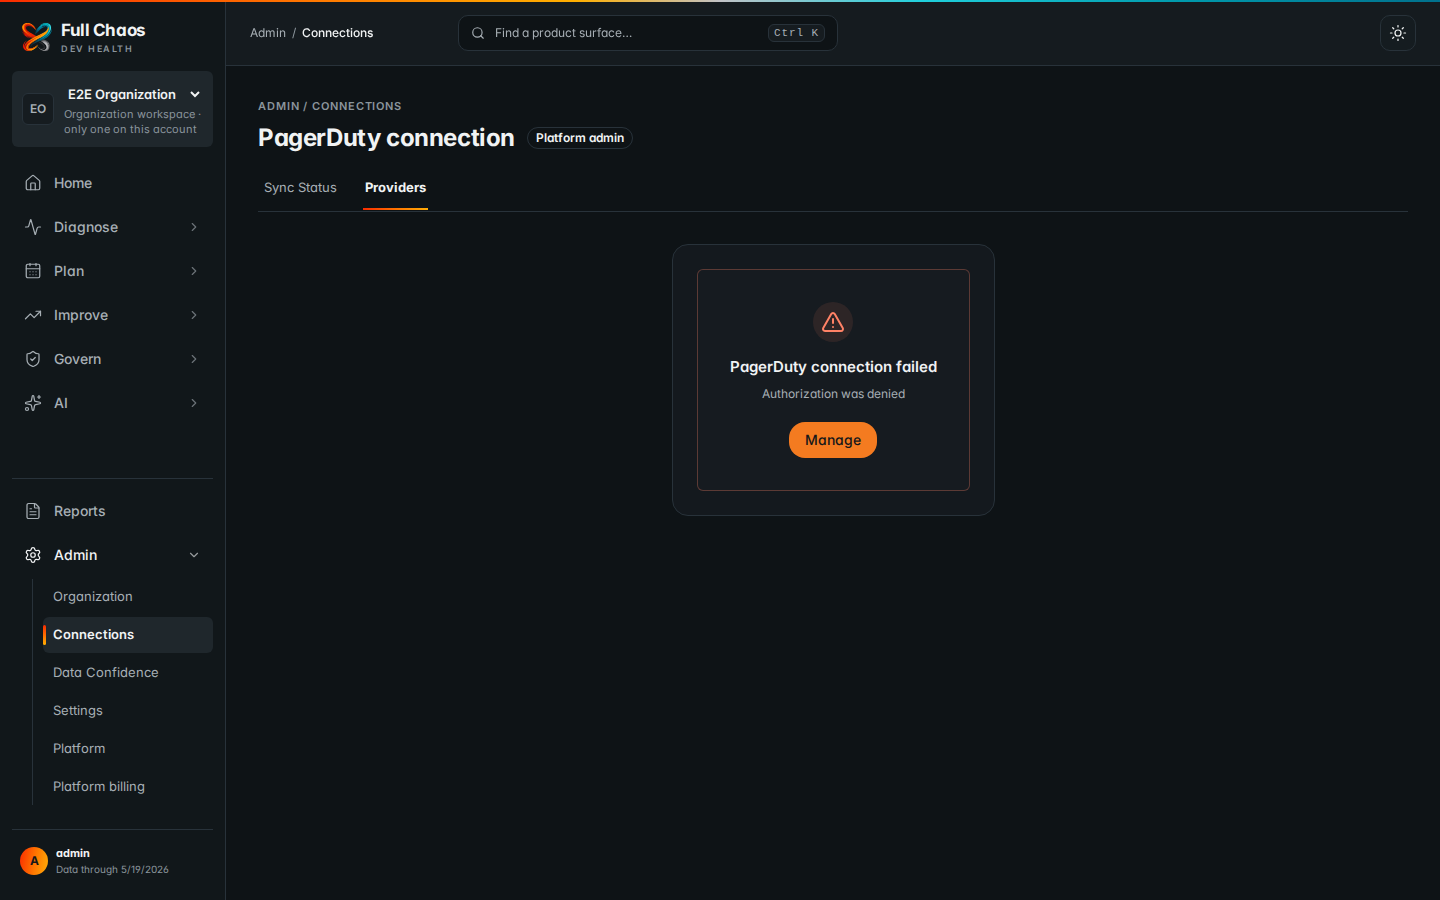 Full Chaos
DEV HEALTH
EO
E2E Organization
Organization workspace ·
only one on this account
Home
Diagnose
Plan
Improve
Govern
AI
Reports
Admin
Organization
Connections
Data Confidence
Settings
Platform
Platform billing
A
admin
Data through 5/19/2026
Admin / Connections
Find a product surface...
Ctrl K
ADMIN / CONNECTIONS
PagerDuty connection
Platform admin
Sync Status
Providers
PagerDuty connection failed
Authorization was denied
Manage